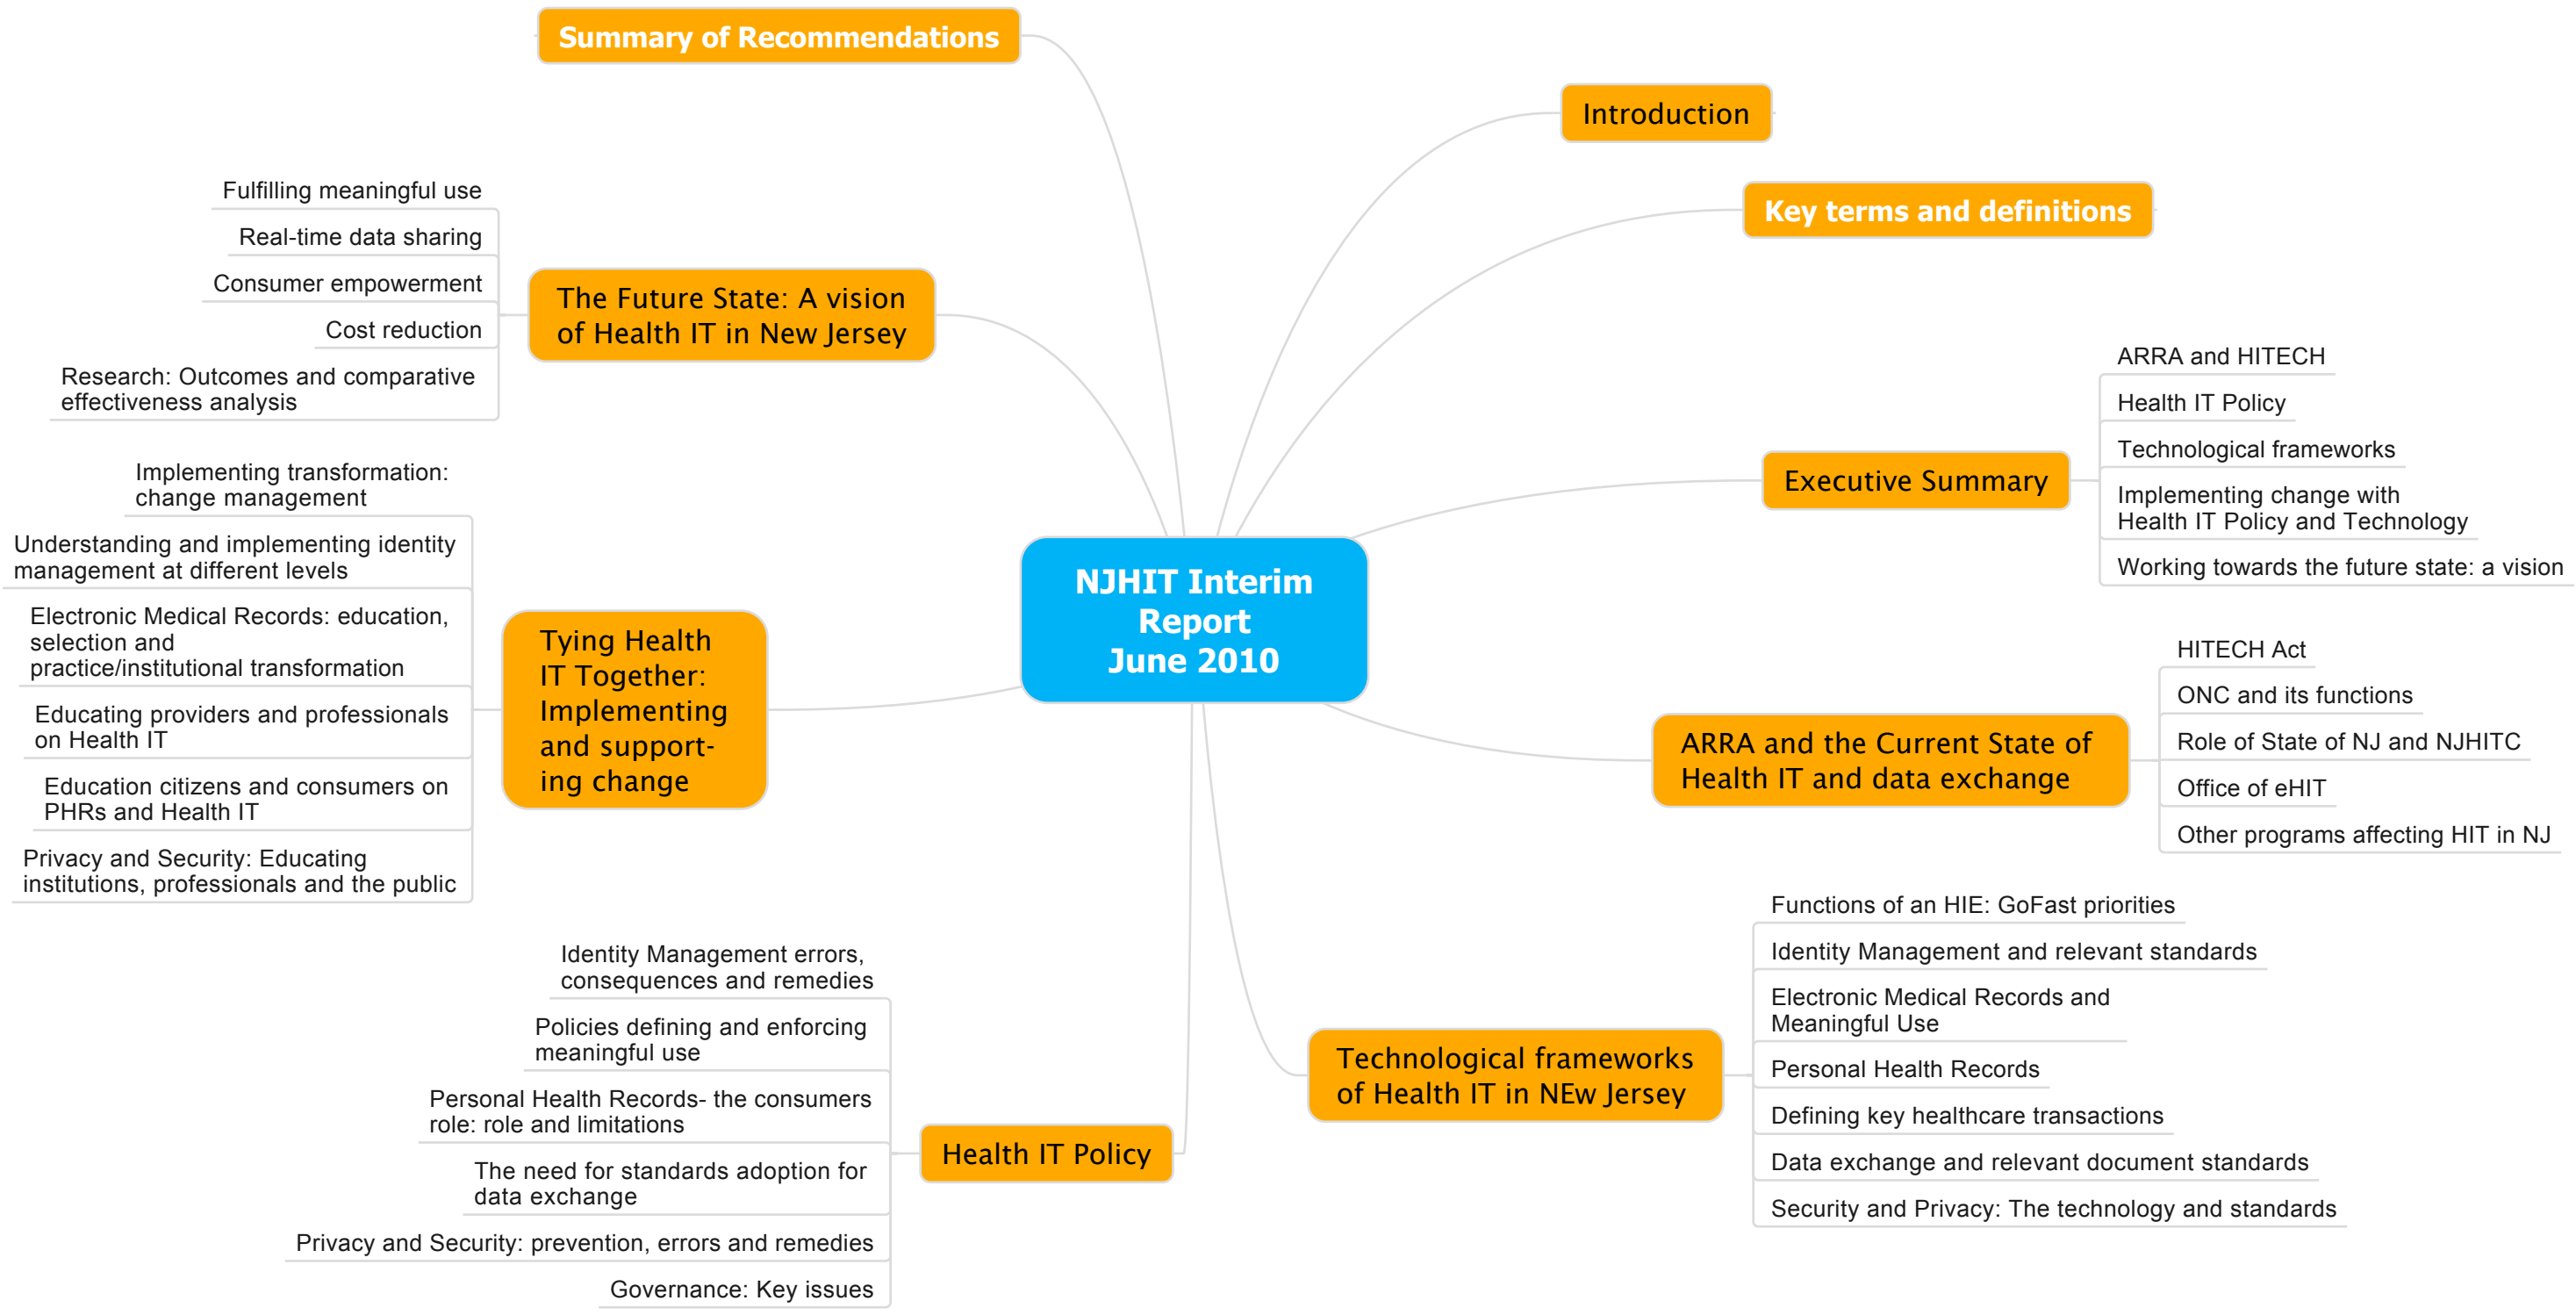 NJHIT Interim
Report
June 2010
Introduction
Key terms and definitions
Executive Summary
ARRA and HITECH
Health IT Policy
Technological frameworks
Implementing change with
Health IT Policy and Technology
Working towards the future state: a vision
ARRA and the Current State of
Health IT and data exchange
HITECH Act
ONC and its functions
Role of State of NJ and NJHITC
Office of eHIT
Other programs affecting HIT in NJ
Technological frameworks
of Health IT in NEw Jersey
Functions of an HIE: GoFast priorities
Identity Management and relevant standards
Electronic Medical Records and
Meaningful Use
Personal Health Records
Defining key healthcare transactions
Data exchange and relevant document standards
Security and Privacy: The technology and standards
Health IT Policy
Identity Management errors,
consequences and remedies
Policies defining and enforcing
meaningful use
Personal Health Records- the consumers
role: role and limitations
The need for standards adoption for
data exchange
Privacy and Security: prevention, errors and remedies
Governance: Key issues
Tying Health
IT Together:
Implementing
and support-
ing change
Implementing transformation:
change management
Understanding and implementing identity
management at different levels
Electronic Medical Records: education,
selection and
practice/institutional transformation
Educating providers and professionals
on Health IT
Education citizens and consumers on
PHRs and Health IT
Privacy and Security: Educating
institutions, professionals and the public
The Future State: A vision
of Health IT in New Jersey
Fulfilling meaningful use
Real-time data sharing
Consumer empowerment
Cost reduction
Research: Outcomes and comparative
effectiveness analysis
Summary of Recommendations